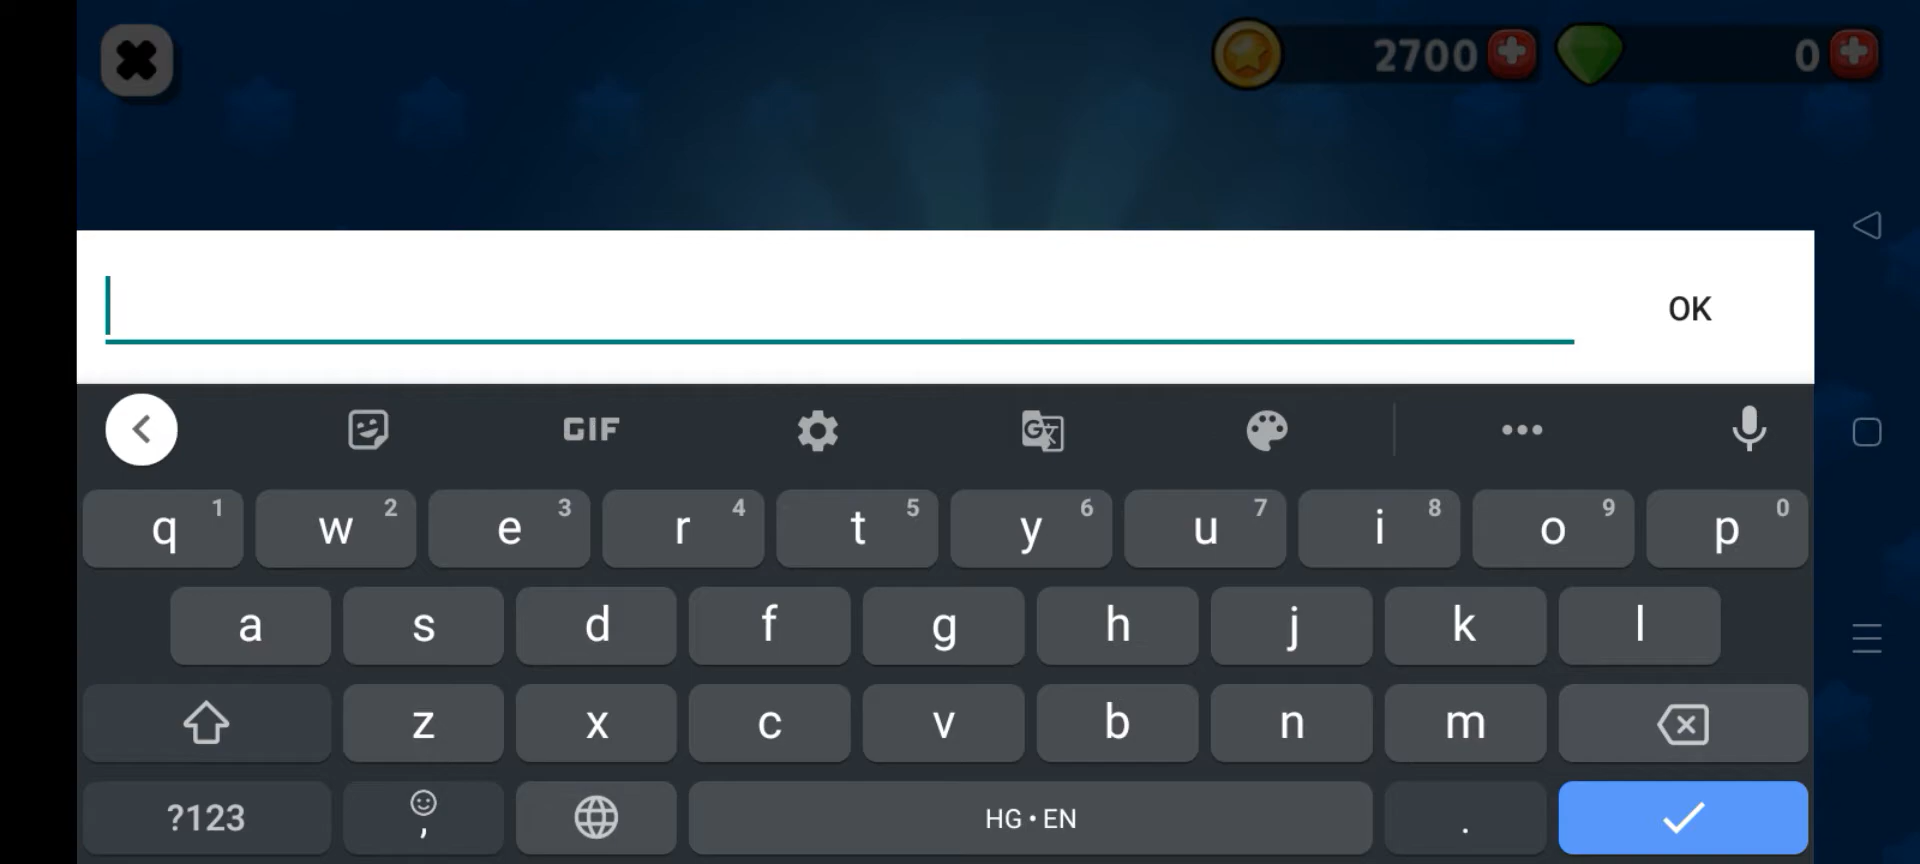 2700 0
OK
GIF
q 1 w 2 e 3 r 4 t 5 y 6 u 7 i 8 o 9 p 0
a s d f g h j k l
z x c v b n m
?123 , HG • EN .